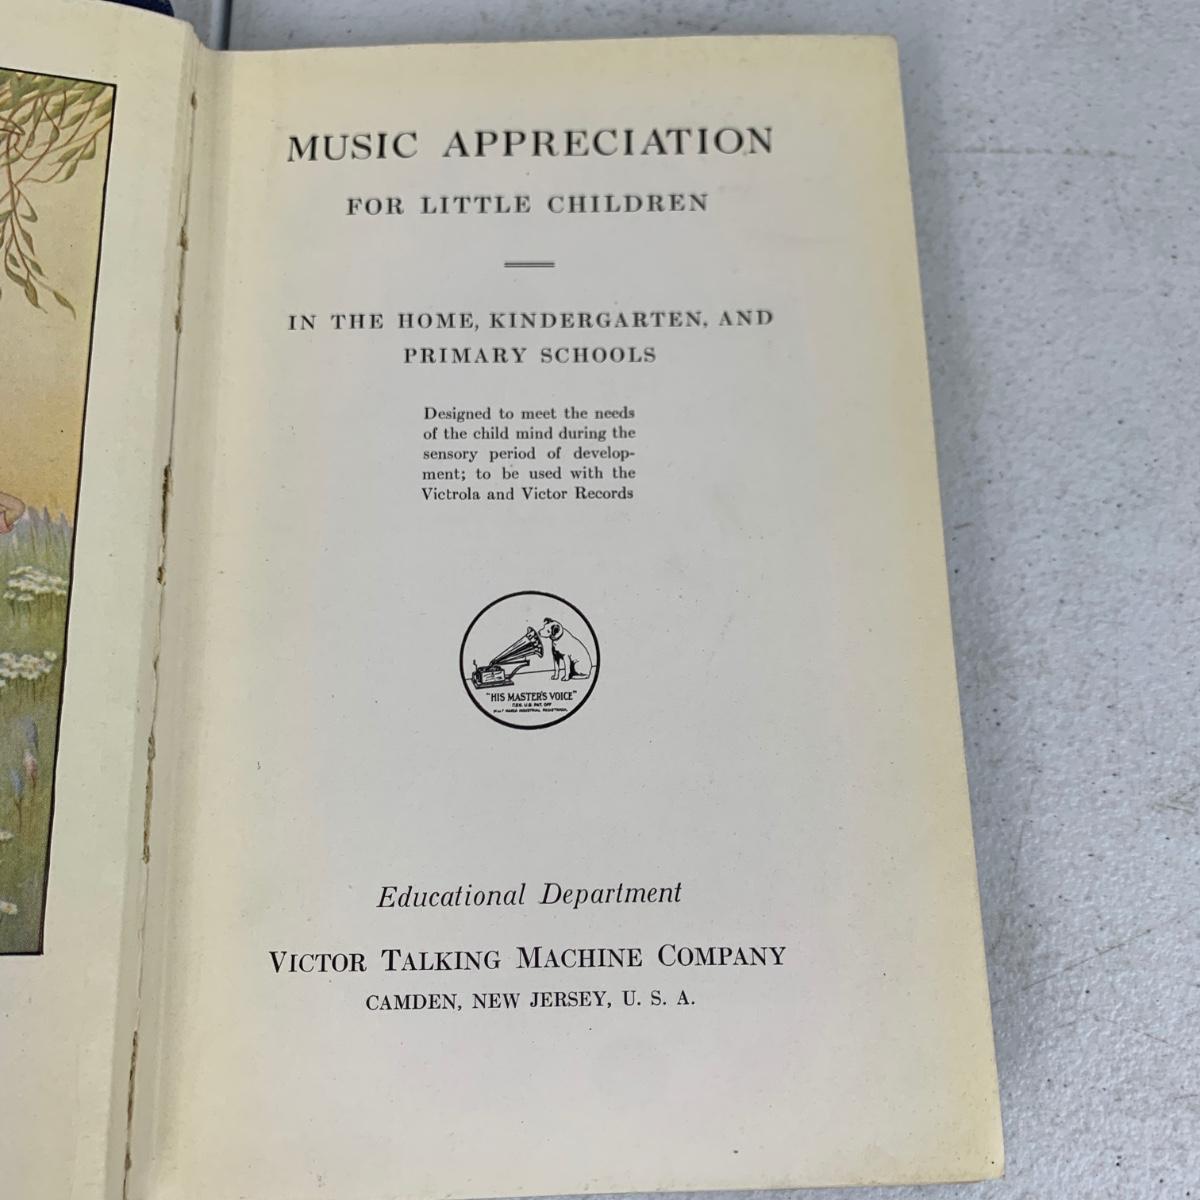 MUSIC APPRECIATION
FOR LITTLE CHILDREN
IN THE HOME, KINDERGARTEN, AND
PRIMARY SCHOOLS
Designed to meet the needs
of the child mind during the
sensory period of develop-
ment; to be used with the
Victrola and Victor Records
"HIS MASTER'S VOICE"
U.S. PAT. OFF
Educational Department
VICTOR TALKING MACHINE COMPANY
CAMDEN, NEW JERSEY, U. S. A.